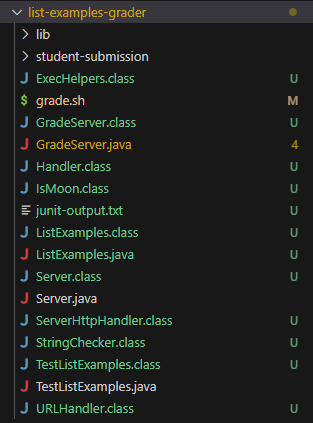 list-examples-grader
lib
student-submission
J ExecHelpers.class U
$ grade.sh M
J GradeServer.class U
J GradeServer.java 4
J Handler.class U
J IsMoon.class U
junit-output.txt U
J ListExamples.class U
J ListExamples.java U
J Server.class U
J Server.java
J ServerHttpHandler.class U
J StringChecker.class U
J TestListExamples.class U
J TestListExamples.java
J URLHandler.class U